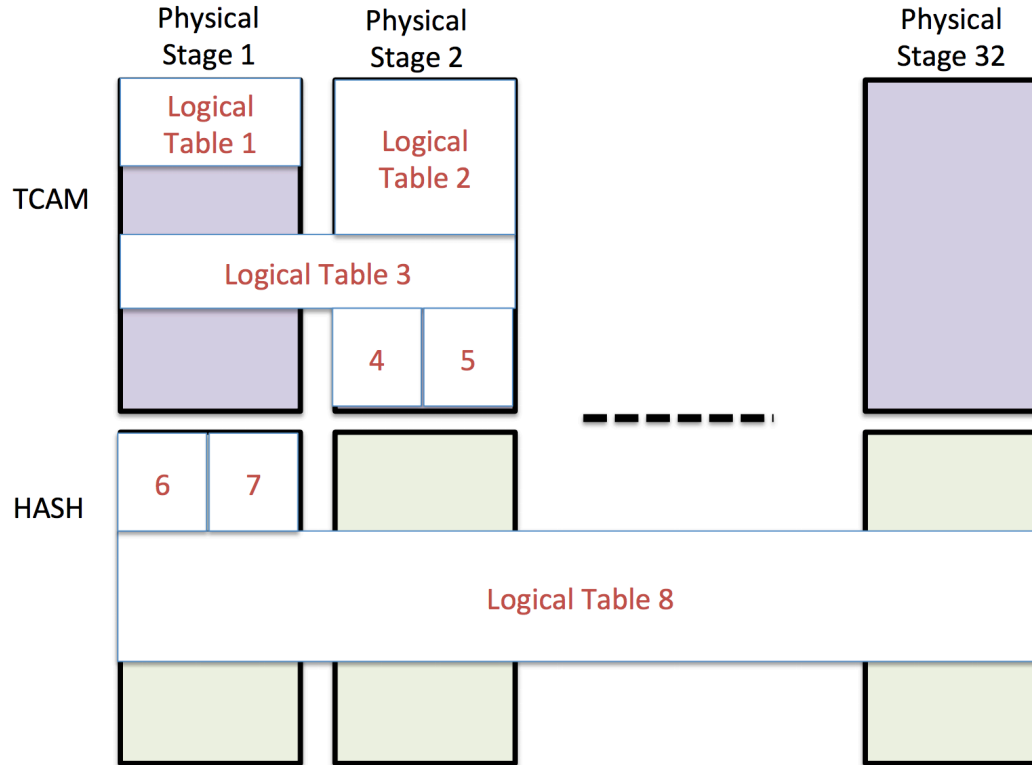 Physical
Stage 1
Physical
Stage 2
Physical
Stage 32
Logical
Table 1
Logical
Table 2
TCAM
Logical Table 3
4
5
6
7
HASH
Logical Table 8